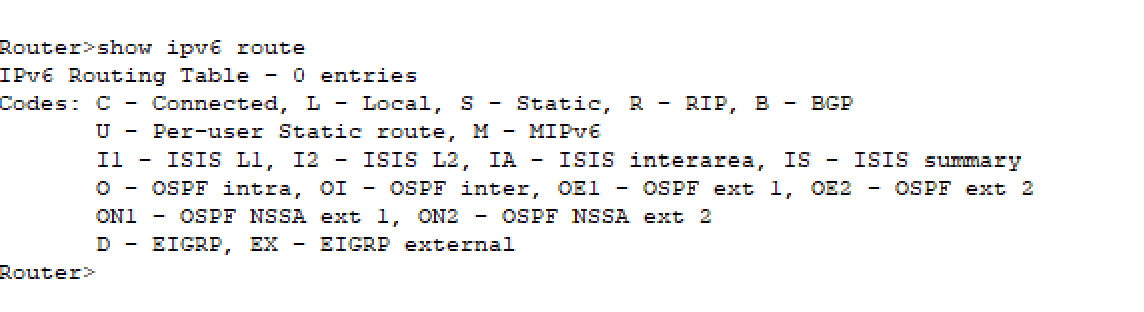 Router>show ipv6 route
IPv6 Routing Table - 0 entries
Codes: C - Connected, L - Local, S - Static, R - RIP, B - BGP
U - Per-user Static route, M - MIPv6
I1 - ISIS L1, I2 - ISIS L2, IA - ISIS interarea, IS - ISIS summary
O - OSPF intra, OI - OSPF inter, OE1 - OSPF ext 1, OE2 - OSPF ext 2
ON1 - OSPF NSSA ext 1, ON2 - OSPF NSSA ext 2
D - EIGRP, EX - EIGRP external
Router>